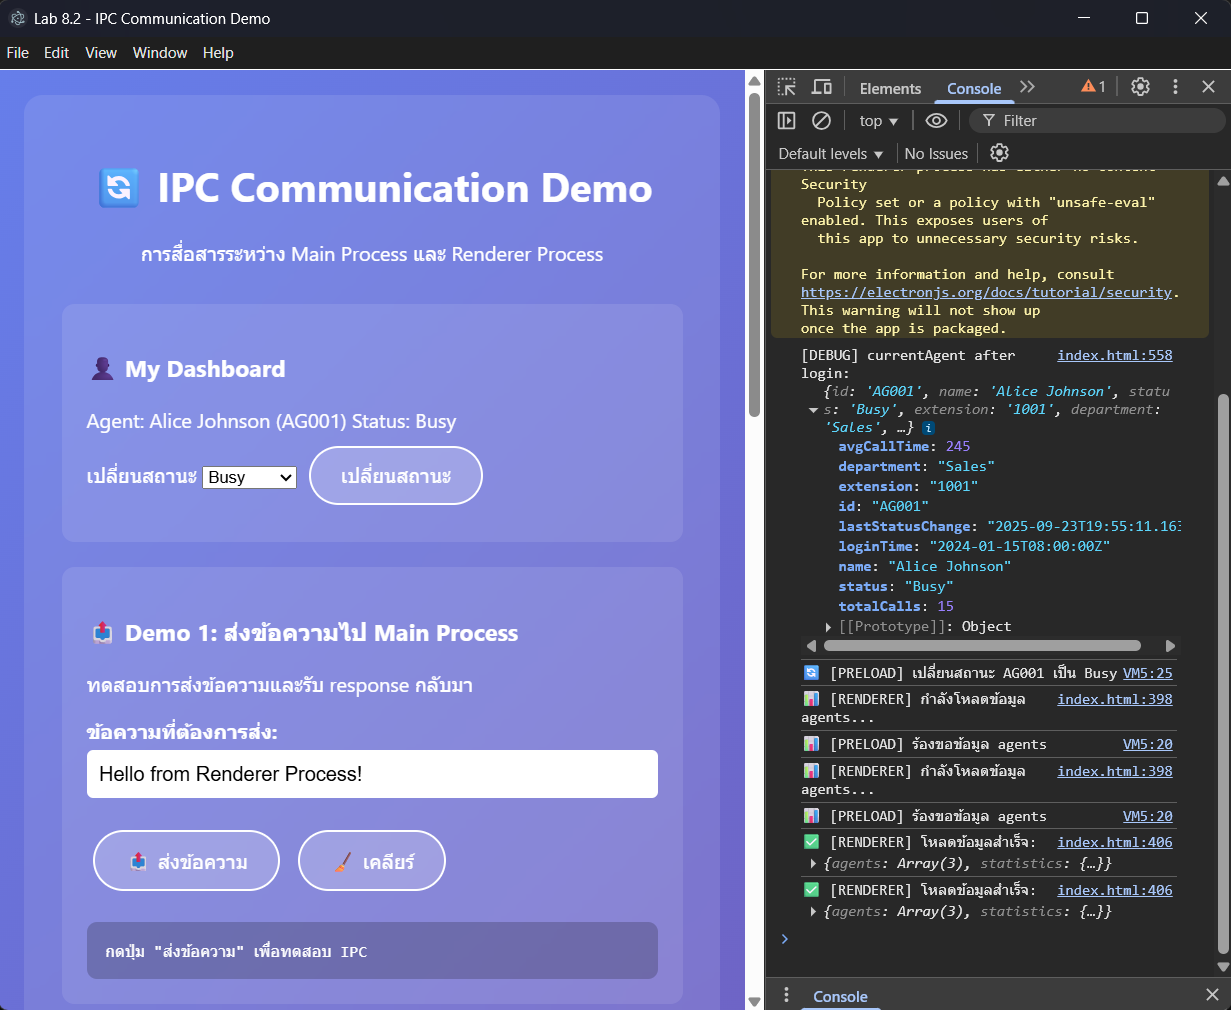 Lab 8.2 - IPC Communication Demo
File Edit View Window Help
IPC Communication Demo
การสื่อสารระหว่าง Main Process และ Renderer Process
My Dashboard
Agent: Alice Johnson (AG001) Status: Busy
เปลี่ยนสถานะ Busy เปลี่ยนสถานะ
Demo 1: ส่งข้อความไป Main Process
ทดสอบการส่งข้อความและรับ response กลับมา
ข้อความที่ต้องการส่ง:
Hello from Renderer Process!
ส่งข้อความ เคลียร์
กดปุ่ม "ส่งข้อความ" เพื่อทดสอบ IPC
Elements Console 1
top Filter
Default levels No Issues
Security
Policy set or a policy with "unsafe-eval"
enabled. This exposes users of
this app to unnecessary security risks.
For more information and help, consult
https://electronjs.org/docs/tutorial/security.
This warning will not show up
once the app is packaged.
[DEBUG] currentAgent after index.html:558
login:
{id: 'AG001', name: 'Alice Johnson', statu
s: 'Busy', extension: '1001', department:
'Sales', …}
avgCallTime: 245
department: "Sales"
extension: "1001"
id: "AG001"
lastStatusChange: "2025-09-23T19:55:11.163
loginTime: "2024-01-15T08:00:00Z"
name: "Alice Johnson"
status: "Busy"
totalCalls: 15
[[Prototype]]: Object
[PRELOAD] เปลี่ยนสถานะ AG001 เป็น Busy VM5:25
[RENDERER] กำลังโหลดข้อมูล index.html:398
agents...
[PRELOAD] ร้องขอข้อมูล agents VM5:20
[RENDERER] กำลังโหลดข้อมูล index.html:398
agents...
[PRELOAD] ร้องขอข้อมูล agents VM5:20
[RENDERER] โหลดข้อมูลสำเร็จ: index.html:406
{agents: Array(3), statistics: {…}}
[RENDERER] โหลดข้อมูลสำเร็จ: index.html:406
{agents: Array(3), statistics: {…}}
Console